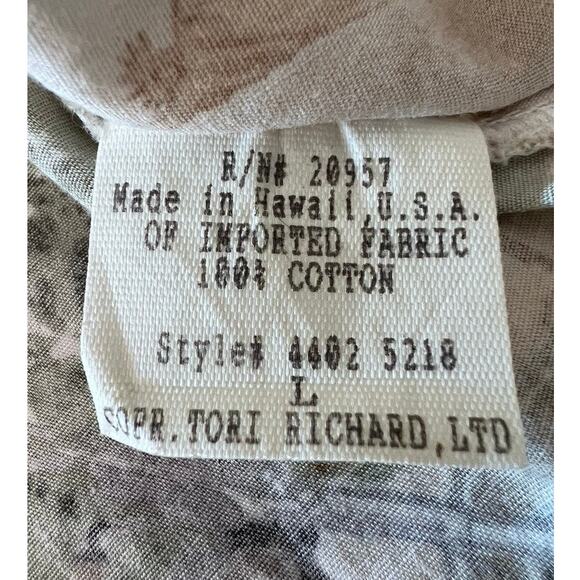 R/N# 20957
Made in Hawaii,U.S.A.
OF IMPORTED FABRIC
100% COTTON
Style# 4402 5218
L
COPR.TORI RICHARD,LTD